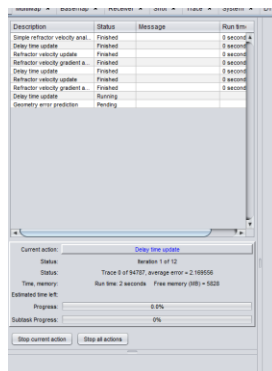 Basemap Receiver Shot Trace System
Description Status Message Run time
Simple refractor velocity anal... Finished 0 second
Delay time update Finished 0 second
Refractor velocity update Finished 0 second
Refractor velocity gradient a... Finished 0 second
Delay time update Finished 0 second
Refractor velocity update Finished 0 second
Refractor velocity gradient a... Finished 0 second
Delay time update Running
Geometry error prediction Pending
Current action: Delay time update
Status: Iteration 1 of 12
Status: Trace 0 of 94787, average error = 2.169556
Time, memory: Run time: 2 seconds Free memory (MB) = 5828
Estimated time left:
Progress: 0.0%
Subtask Progress: 0%
Stop current action Stop all actions